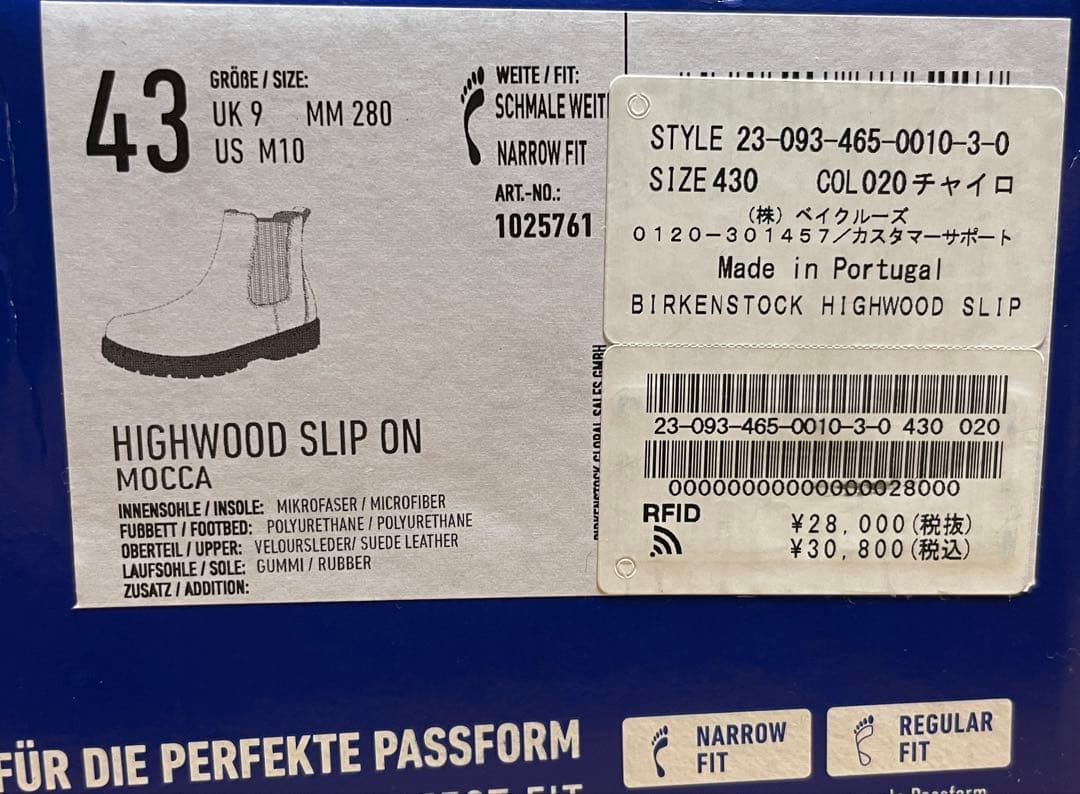 43
GRÖßE / SIZE:
UK 9 MM 280
US M10
WEITE / FIT:
SCHMALE WEIT
NARROW FIT
ART.-NO.:
1025761
HIGHWOOD SLIP ON
MOCCA
INNENSOHLE / INSOLE: MIKROFASER / MICROFIBER
FUßBETT / FOOTBED: POLYURETHANE / POLYURETHANE
OBERTEIL / UPPER: VELOURSLEDER/ SUEDE LEATHER
LAUFSOHLE / SOLE: GUMMI / RUBBER
ZUSATZ / ADDITION:
BIRKENSTOCK GLOBAL SALES GMBH
STYLE 23-093-465-0010-3-0
SIZE 430 COL 020 チャイロ
（株）ベイクルーズ
0120-301457/カスタマーサポート
Made in Portugal
BIRKENSTOCK HIGHWOOD SLIP
23-093-465-0010-3-0 430 020
RFID
¥28,000(税抜)
¥30,800(税込)
FÜR DIE PERFEKTE PASSFORM
NARROW
FIT
REGULAR
FIT